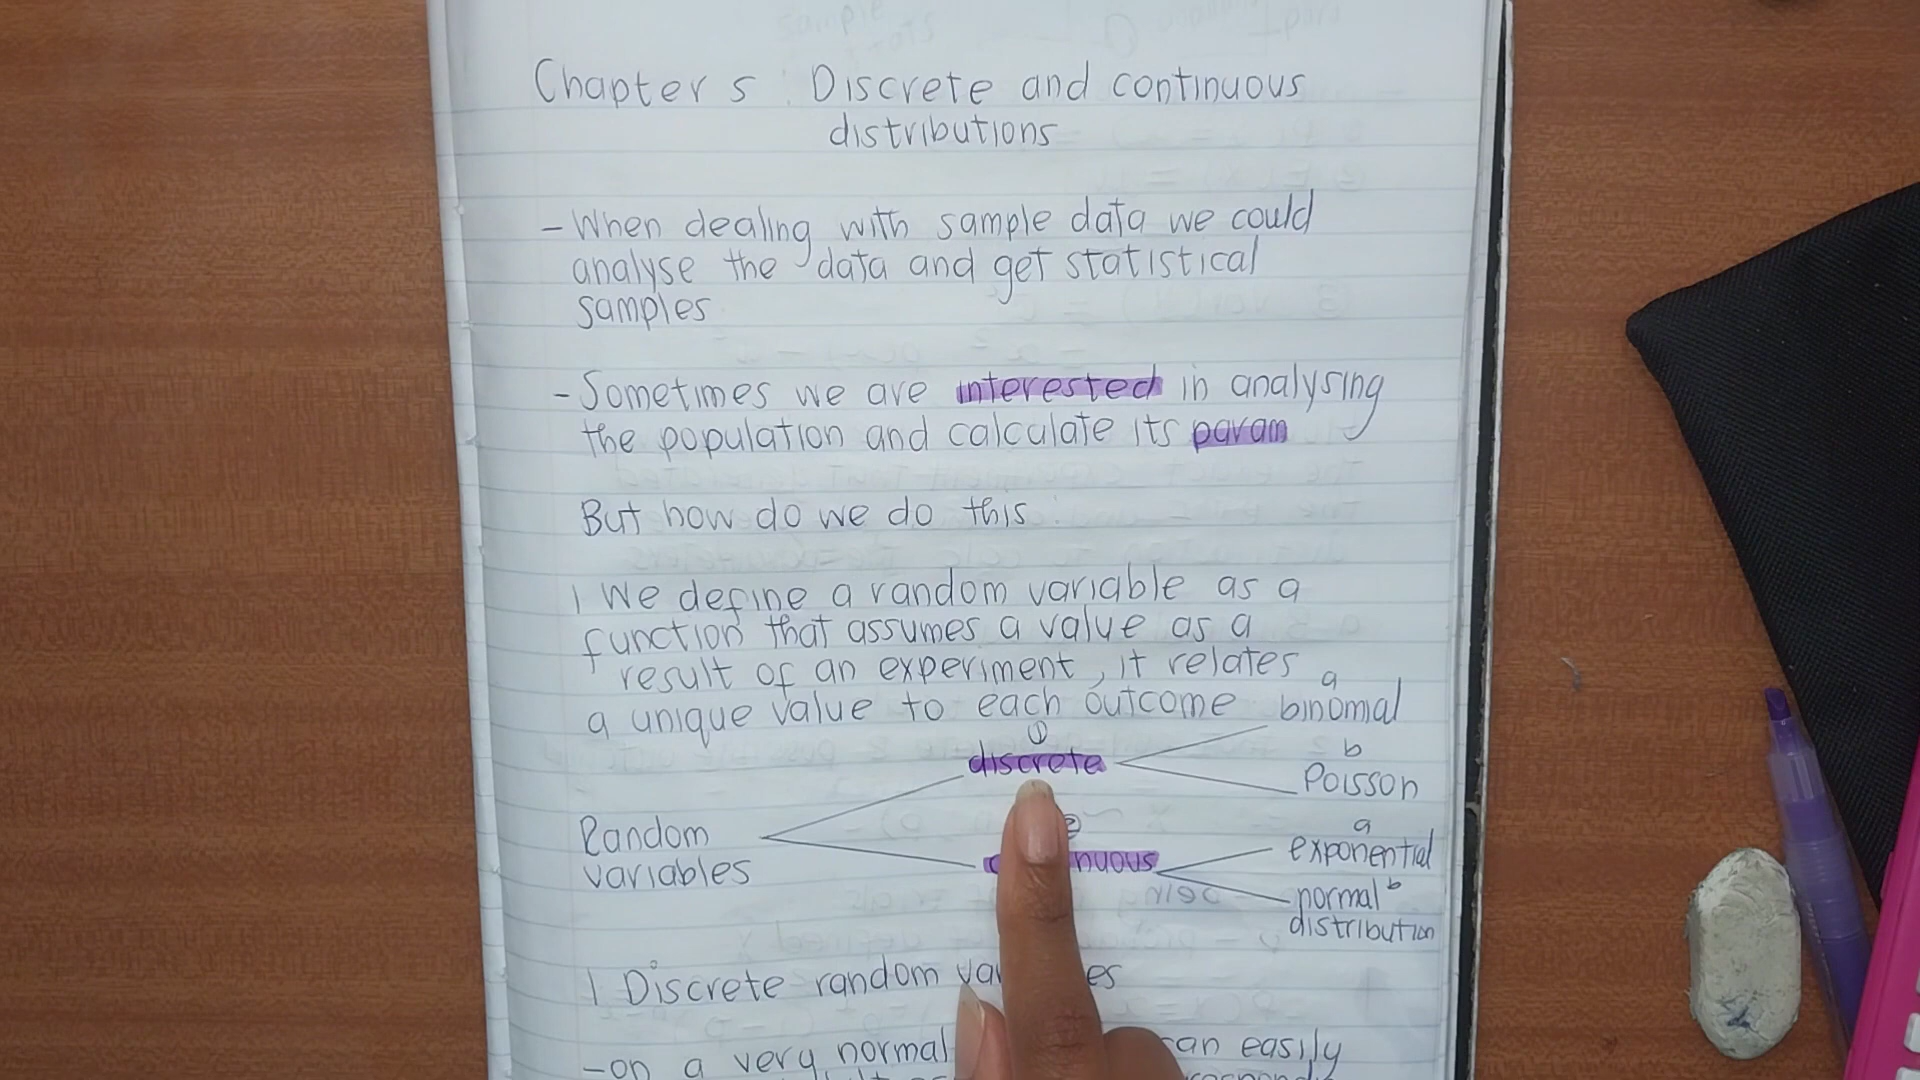 Chapter 5 : Discrete and continuous
distributions
- When dealing with sample data we could
analyse the data and get statistical
samples
- Sometimes we are interested in analysing
the population and calculate its param
But how do we do this
1 We define a random variable as a
function that assumes a value as a
result of an experiment, it relates
a unique value to each outcome
Random
variables
1
discrete
a
binomial
b
Poisson
2
nuous
a
exponential
normal b
distribution
1 Discrete random
- on a very normal can easily